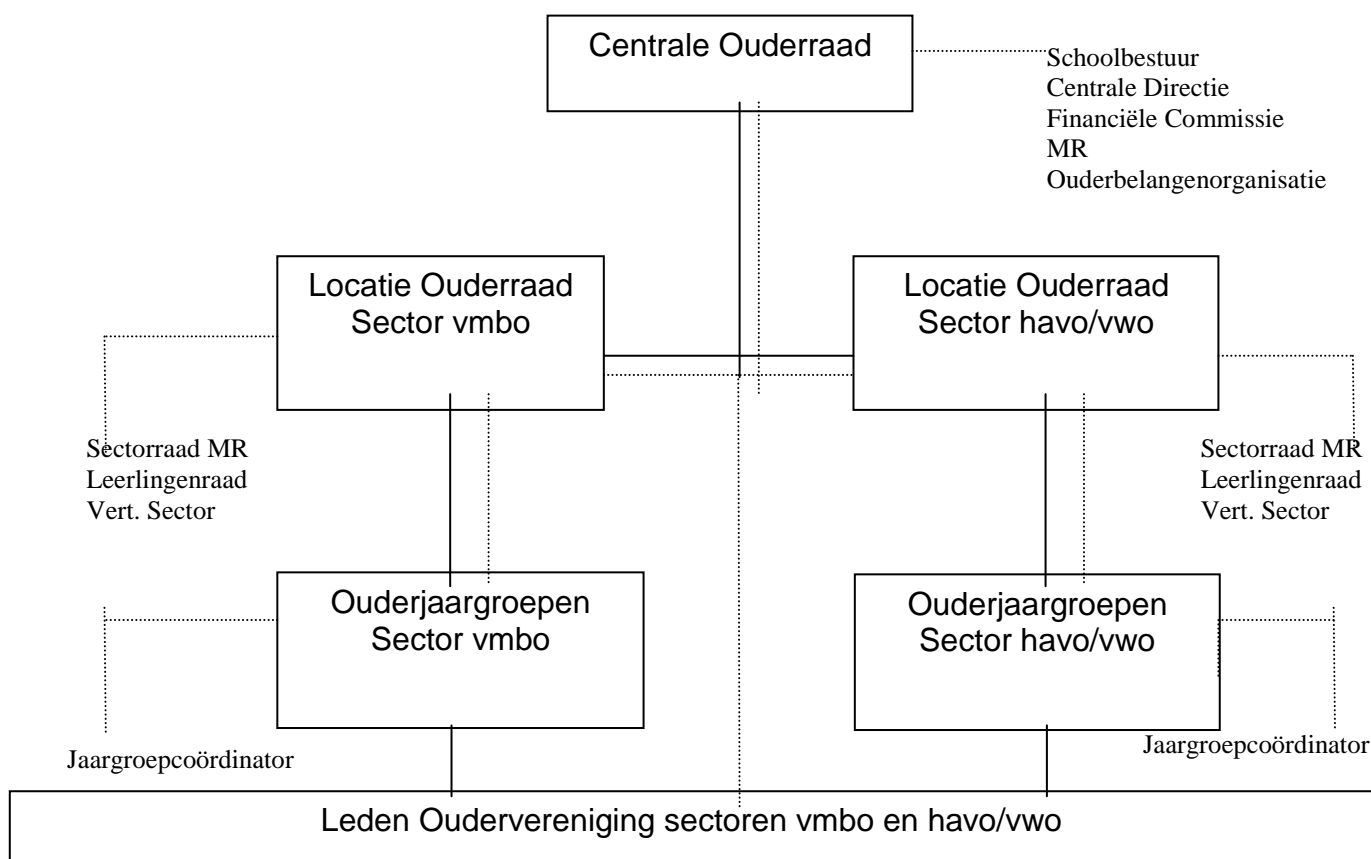 Centrale Ouderraad
Schoolbestuur
Centrale Directie
Financiële Commissie
MR
Ouderbelangenorganisatie
Locatie Ouderraad
Sector vmbo
Locatie Ouderraad
Sector havo/vwo
Sectorraad MR
Leerlingenraad
Vert. Sector
Sectorraad MR
Leerlingenraad
Vert. Sector
Ouderjaargroepen
Sector vmbo
Ouderjaargroepen
Sector havo/vwo
Jaargroepcoördinator
Jaargroepcoördinator
Leden Oudervereniging sectoren vmbo en havo/vwo